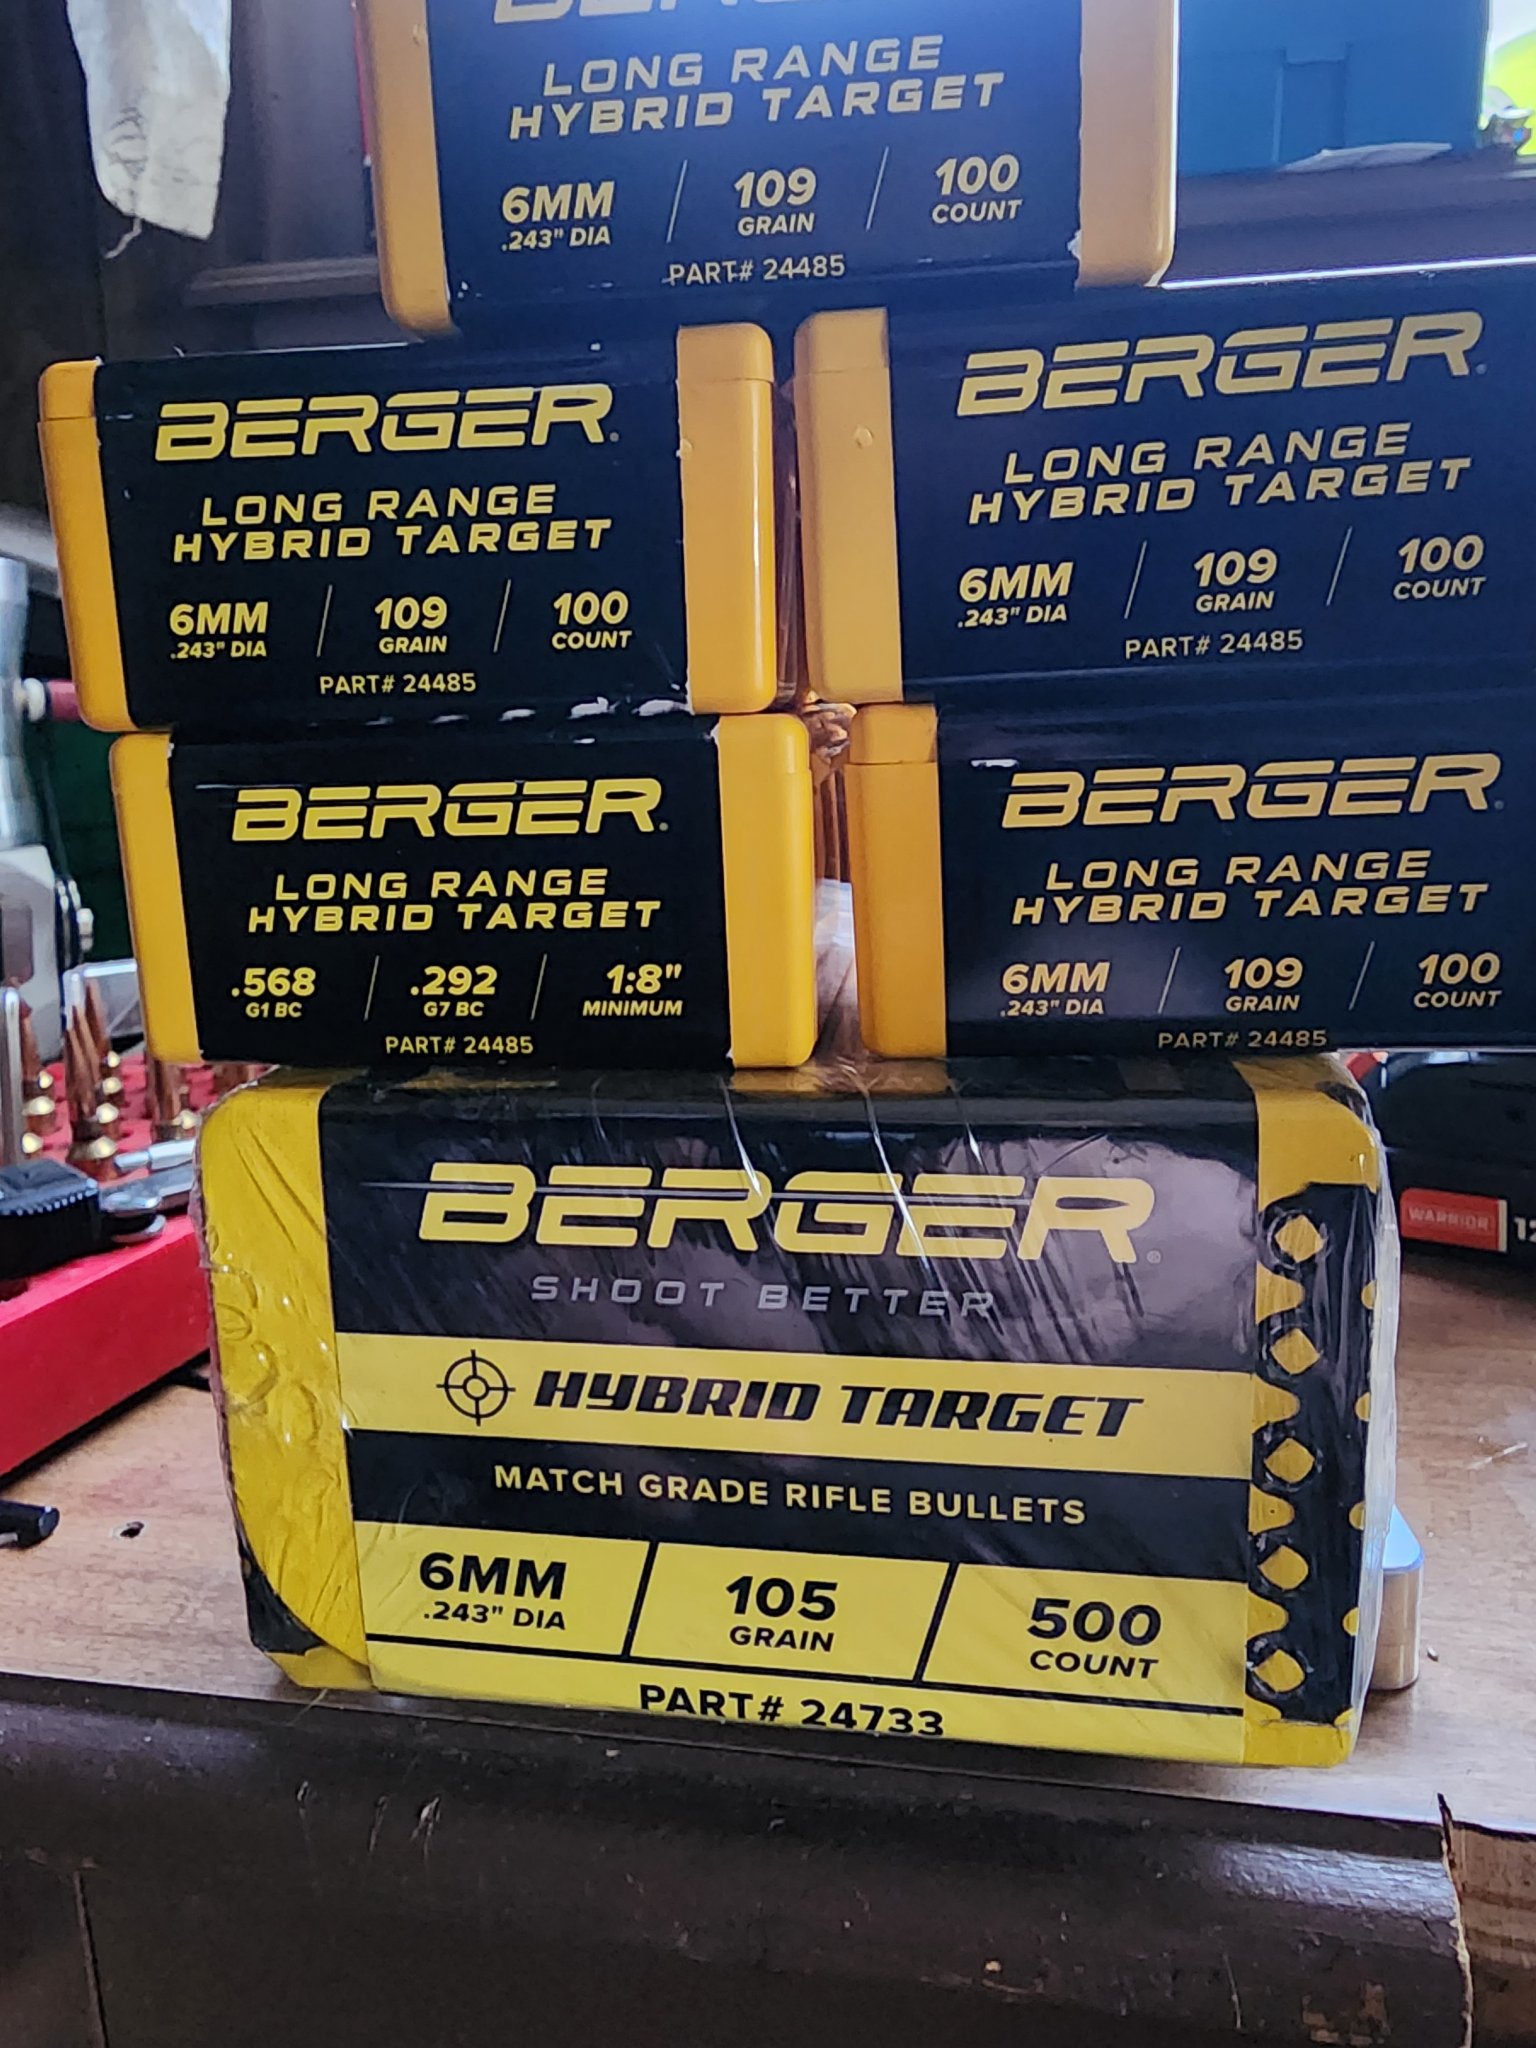 BERGER
LONG RANGE
HYBRID TARGET
6MM
.243" DIA
109
GRAIN
100
COUNT
PART# 24485
BERGER
LONG RANGE
HYBRID TARGET
6MM
.243" DIA
109
GRAIN
100
COUNT
PART# 24485
BERGER
LONG RANGE
HYBRID TARGET
6MM
.243" DIA
109
GRAIN
100
COUNT
PART# 24485
BERGER
LONG RANGE
HYBRID TARGET
.568
G1 BC
.292
G7 BC
1:8"
MINIMUM
PART# 24485
BERGER
LONG RANGE
HYBRID TARGET
6MM
.243" DIA
109
GRAIN
100
COUNT
PART# 24485
BERGER
SHOOT BETTER
HYBRID TARGET
MATCH GRADE RIFLE BULLETS
6MM
.243" DIA
105
GRAIN
500
COUNT
PART# 24733
WARRIOR